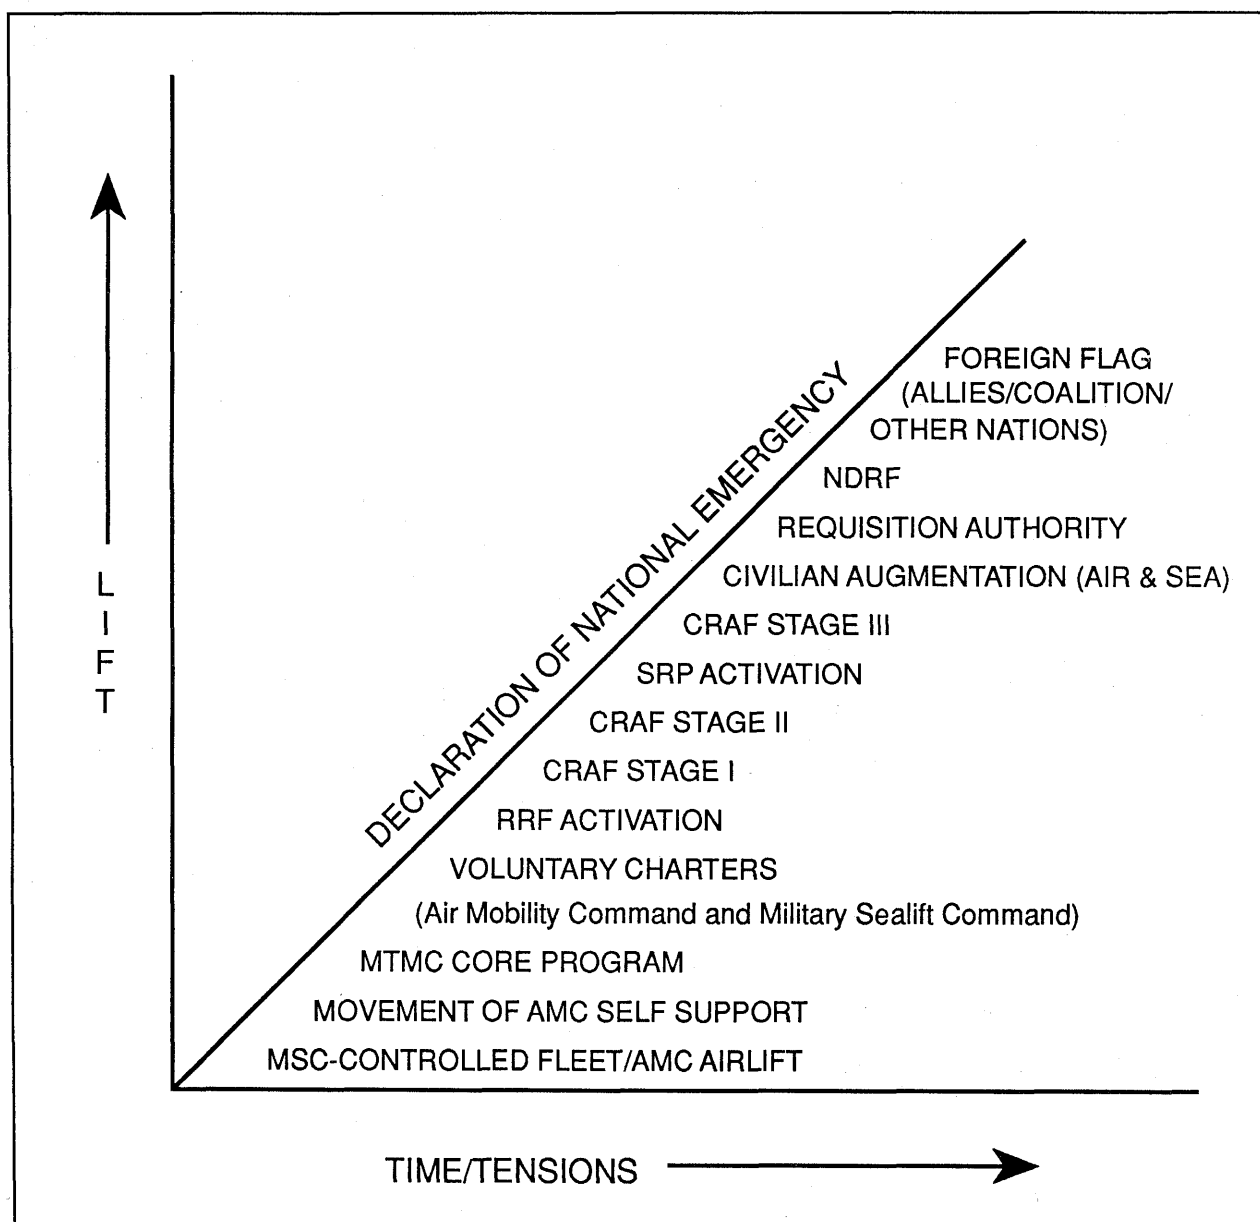 LIFT
DECLARATION OF NATIONAL EMERGENCY
FOREIGN FLAG
(ALLIES/COALITION/
OTHER NATIONS)
NDRF
REQUISITION AUTHORITY
CIVILIAN AUGMENTATION (AIR & SEA)
CRAF STAGE III
SRP ACTIVATION
CRAF STAGE II
CRAF STAGE I
RRF ACTIVATION
VOLUNTARY CHARTERS
(Air Mobility Command and Military Sealift Command)
MTMC CORE PROGRAM
MOVEMENT OF AMC SELF SUPPORT
MSC-CONTROLLED FLEET/AMC AIRLIFT
TIME/TENSIONS